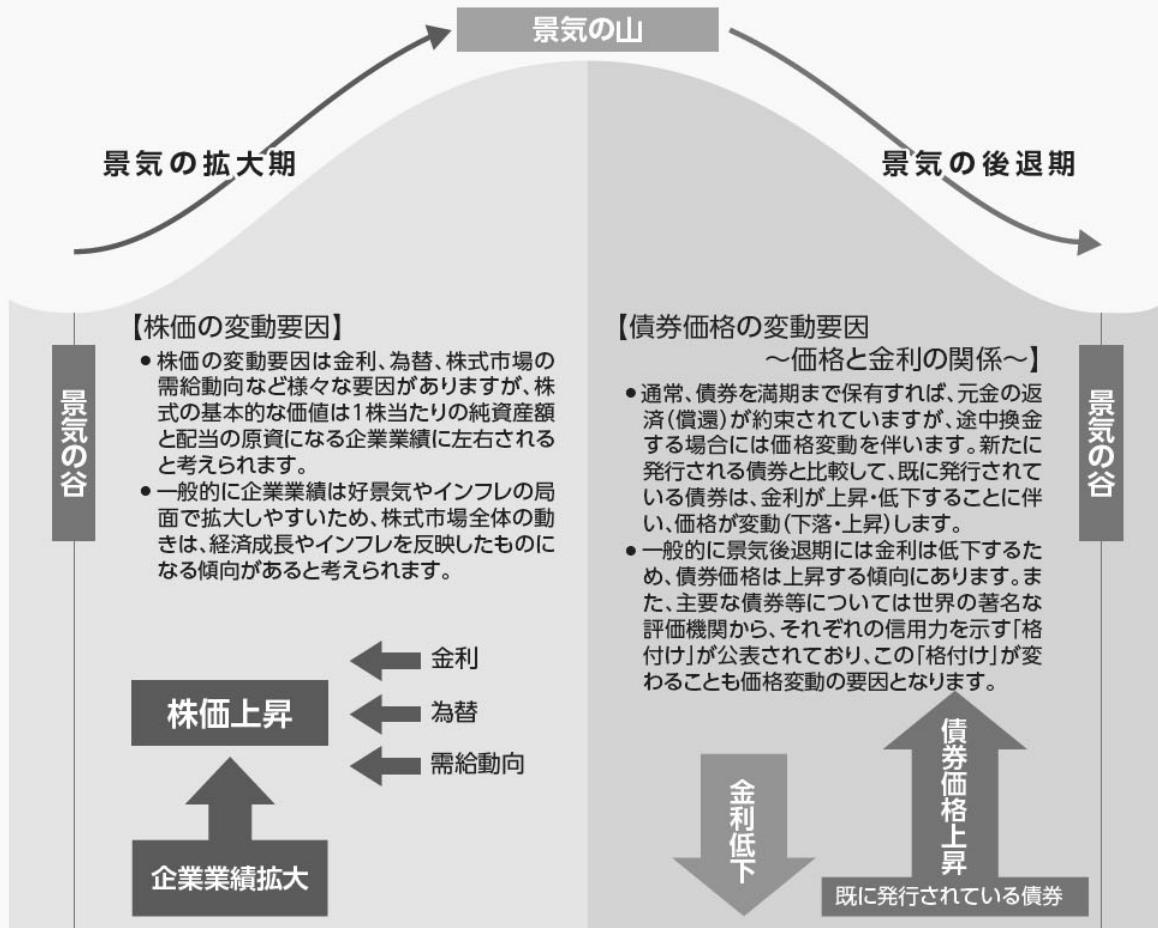 景気の山
景気の拡大期
景気の後退期
景気の谷
【株価の変動要因】
●株価の変動要因は金利、為替、株式市場の
需給動向など様々な要因がありますが、株
式の基本的な価値は1株当たりの純資産額
と配当の原資になる企業業績に左右される
と考えられます。
●一般的に企業業績は好景気やインフレの局
面で拡大しやすいため、株式市場全体の動
きは、経済成長やインフレを反映したものに
なる傾向があると考えられます。
金利
為替
需給動向
株価上昇
企業業績拡大
【債券価格の変動要因
～価格と金利の関係～】
●通常、債券を満期まで保有すれば、元金の返
済(償還)が約束されていますが、途中換金
する場合には価格変動を伴います。新たに
発行される債券と比較して、既に発行されて
いる債券は、金利が上昇・低下することに伴
い、価格が変動(下落・上昇)します。
●一般的に景気後退期には金利は低下するた
め、債券価格は上昇する傾向にあります。ま
た、主要な債券等については世界の著名な
評価機関から、それぞれの信用力を示す「格
付け」が公表されており、この「格付け」が変
わることも価格変動の要因となります。
金利低下
債券価格上昇
既に発行されている債券
景気の谷